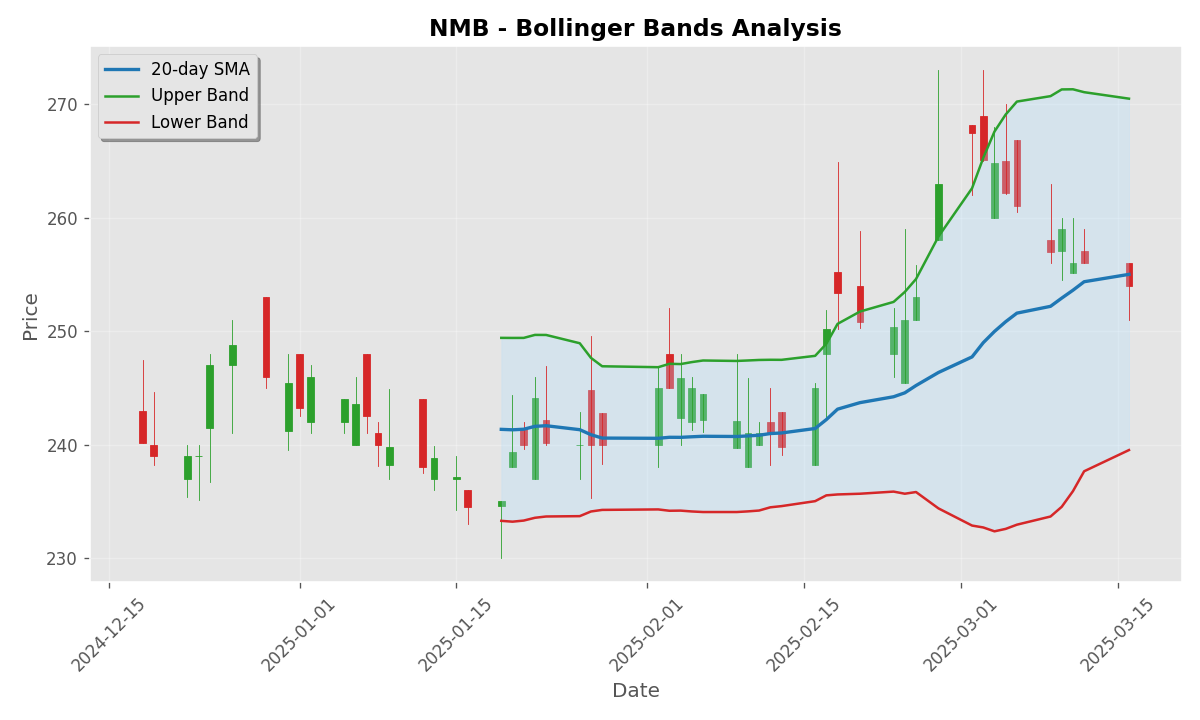 NMB - Bollinger Bands Analysis
20-day SMA
Upper Band
Lower Band
Price
270
260
250
240
230
2024-12-15
2025-01-01
2025-01-15
2025-02-01
2025-02-15
2025-03-01
2025-03-15
Date